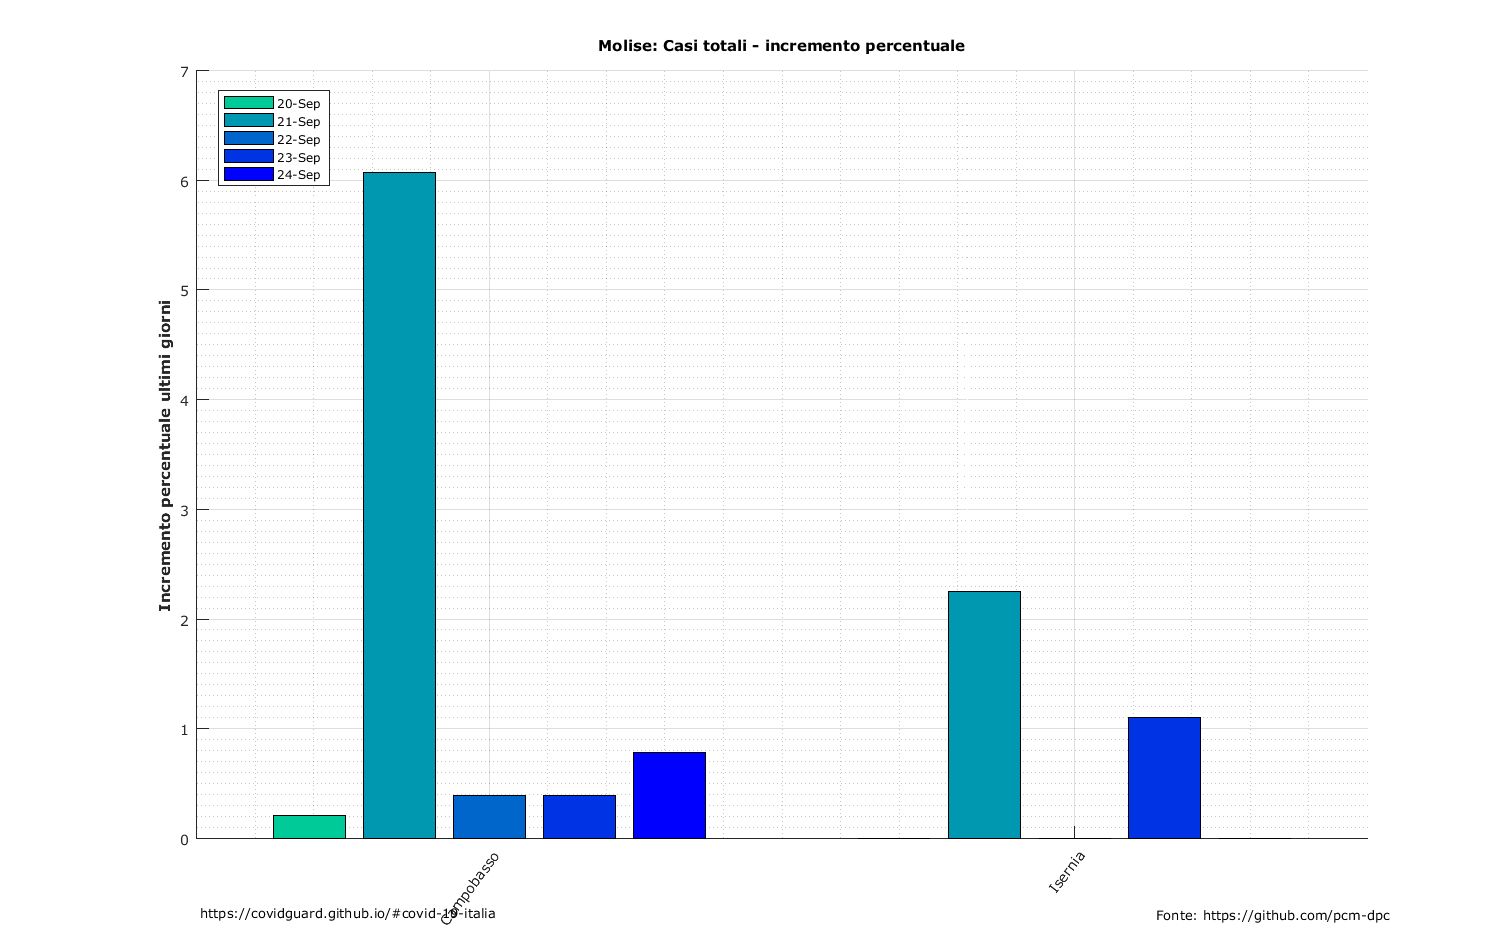 Molise: Casi totali - incremento percentuale
7
6
5
4
3
2
1
0
Incremento percentuale ultimi giorni
20-Sep
21-Sep
22-Sep
23-Sep
24-Sep
Campobasso
Isernia
https://covidguard.github.io/#covid-19-italia
Fonte: https://github.com/pcm-dpc